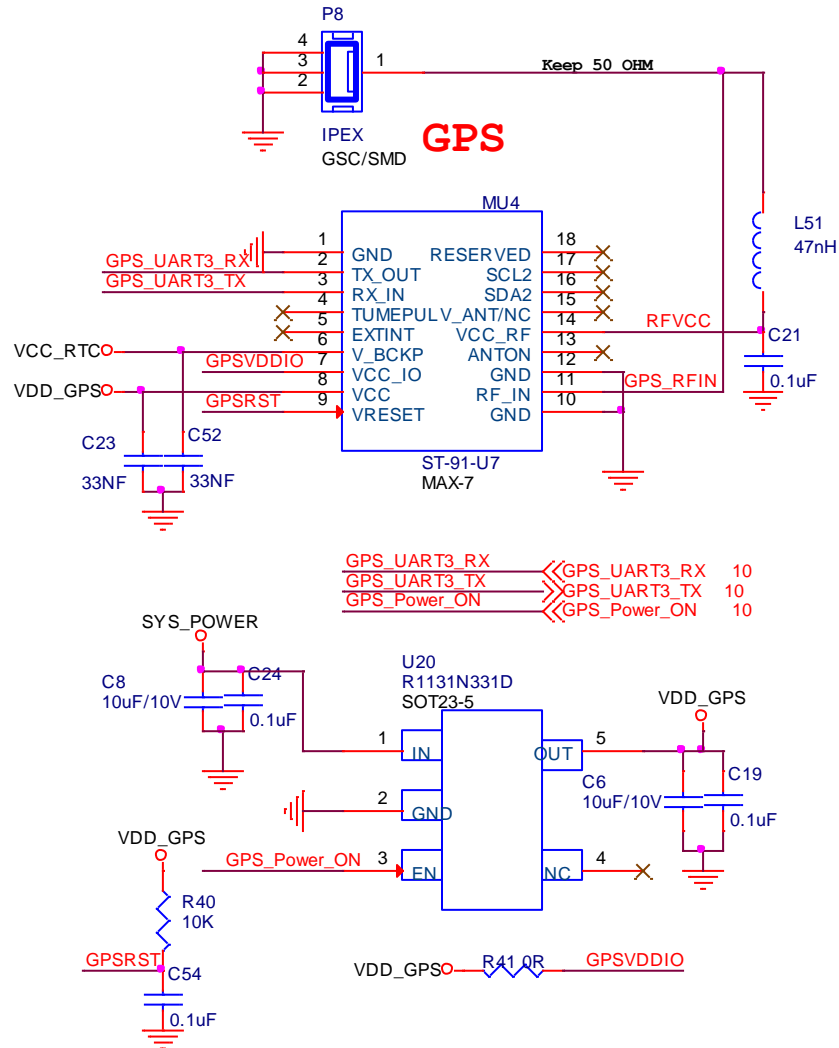 P8
4
3
2
1
Keep 50 OHM
IPEX
GSC/SMD
GPS
MU4
L51
47nH
1
GND
RESERVED
18
GPS_UART3_RX
2
TX_OUT
SCL2
17
GPS_UART3_TX
3
RX_IN
SDA2
16
4
TUMEPUL
V_ANT/NC
15
5
EXTINT
VCC_RF
14
RFVCC
C21
0.1uF
VCC_RTC
6
V_BCKP
ANTON
13
GPSVDDIO
7
VCC_IO
GND
12
VDD_GPS
8
VCC
RF_IN
11
GPS_RFIN
GPSRST
9
VRESET
GND
10
C23
33NF
C52
33NF
ST-91-U7
MAX-7
GPS_UART3_RX
GPS_UART3_RX 10
GPS_UART3_TX
GPS_UART3_TX 10
GPS_Power_ON
GPS_Power_ON 10
SYS_POWER
C8
10uF/10V
C24
0.1uF
U20
R1131N331D
SOT23-5
VDD_GPS
1
IN
OUT
5
2
GND
C6
10uF/10V
C19
0.1uF
GPS_Power_ON
3
EN
NC
4
VDD_GPS
R40
10K
GPSRST
C54
0.1uF
VDD_GPS
R41 0R
GPSVDDIO